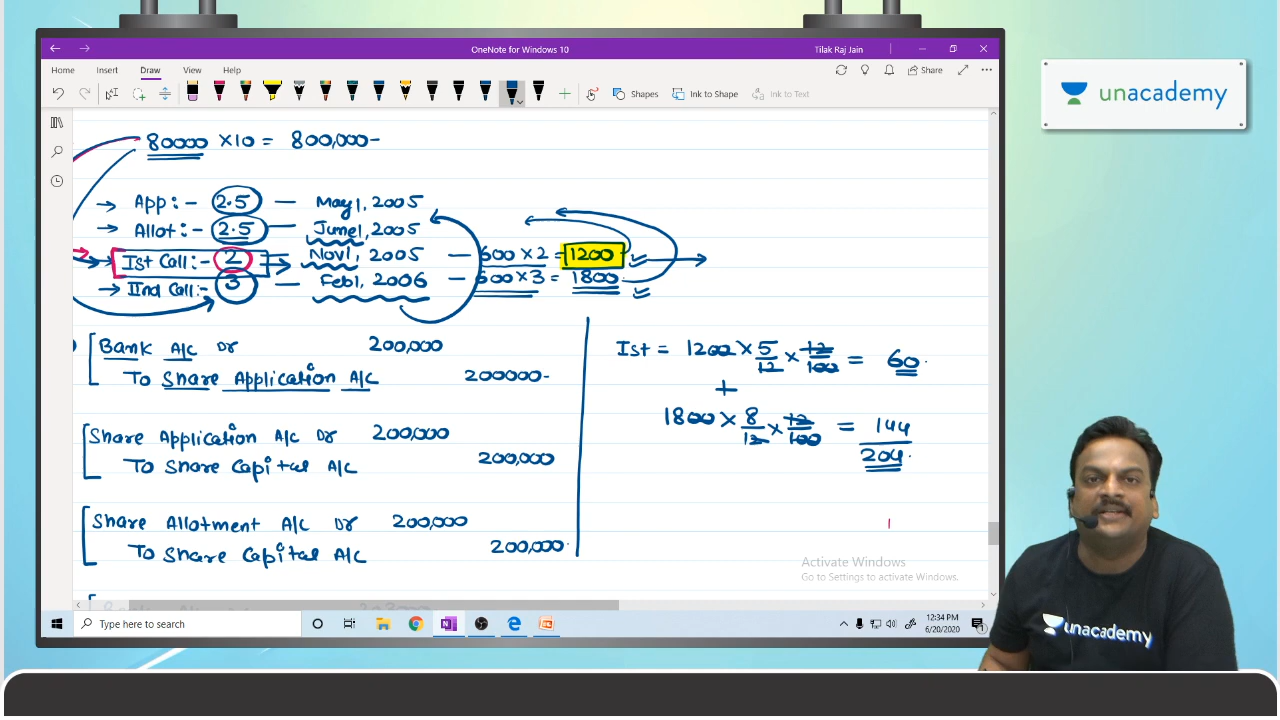 OneNote for Windows 10
Tilak Raj Jain
Home Insert Draw View Help
Share
Shapes Ink to Shape Ink to Text
unacademy
80000 ×10 = 800,000-
→ App:- 2.5 — May1, 2005
→ Allot:- 2.5 — June1, 2005
→ Ist Call:- 2 — Nov1, 2005 — 600 × 2 = 1200
→ IInd Call:- 3 — Feb1, 2006 — 600 × 3 = 1800
Bank A/c Dr 200,000
To Share Application A/c 200000-
Share Application A/c Dr 200,000
To Share Capital A/c 200,000
Share Allotment A/c Dr 200,000
To Share Capital A/c 200,000
Ist = 1200 × 5/12 × 12/100 = 60
+
1800 × 8/12 × 12/100 = 144
204
Activate Windows
Go to Settings to activate Windows.
Type here to search
12:34 PM
6/20/2020
1
unacademy